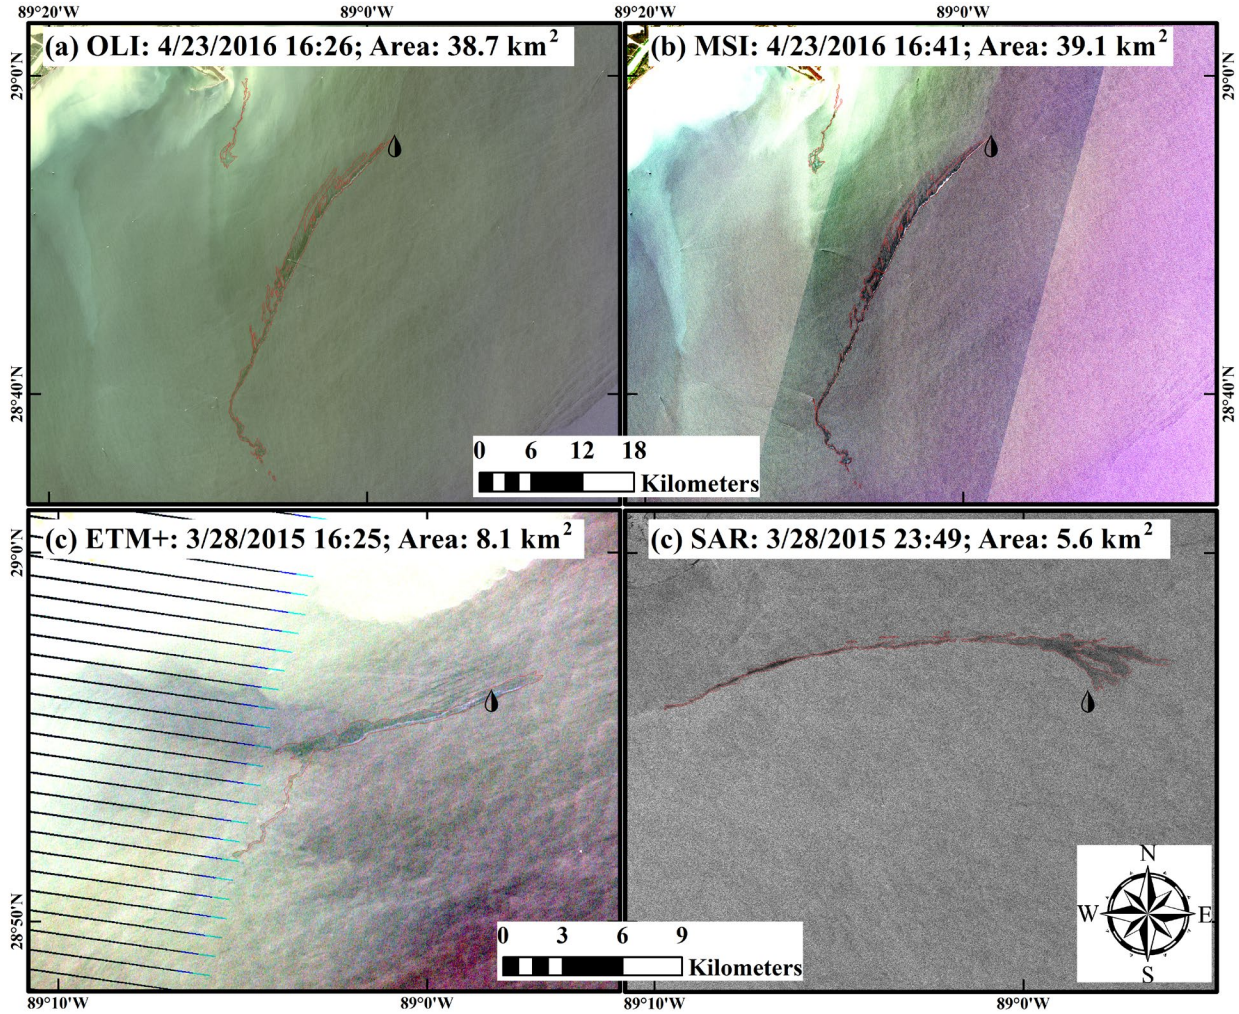 89°20'W 89°0'W 89°20'W 89°0'W
(a) OLI: 4/23/2016 16:26; Area: 38.7 km²
(b) MSI: 4/23/2016 16:41; Area: 39.1 km²
29°0'N
29°0'N
28°40'N
28°40'N
0 6 12 18
Kilometers
(c) ETM+: 3/28/2015 16:25; Area: 8.1 km²
(c) SAR: 3/28/2015 23:49; Area: 5.6 km²
29°0'N
29°0'N
28°50'N
28°50'N
0 3 6 9
Kilometers
N
W E
S
89°10'W 89°0'W 89°10'W 89°0'W